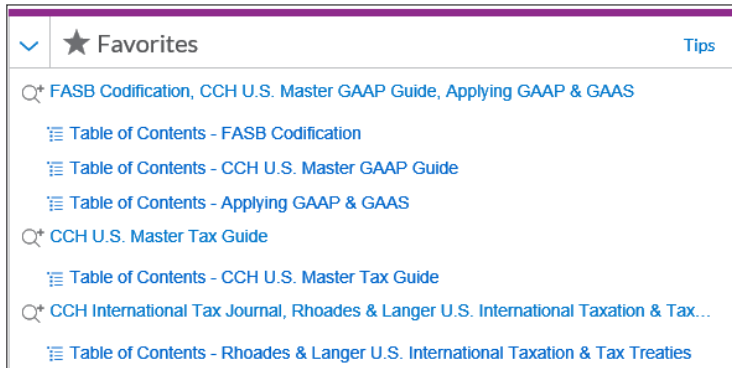 Favorites
Tips
FASB Codification, CCH U.S. Master GAAP Guide, Applying GAAP & GAAS
Table of Contents - FASB Codification
Table of Contents - CCH U.S. Master GAAP Guide
Table of Contents - Applying GAAP & GAAS
CCH U.S. Master Tax Guide
Table of Contents - CCH U.S. Master Tax Guide
CCH International Tax Journal, Rhoades & Langer U.S. International Taxation & Tax...
Table of Contents - Rhoades & Langer U.S. International Taxation & Tax Treaties